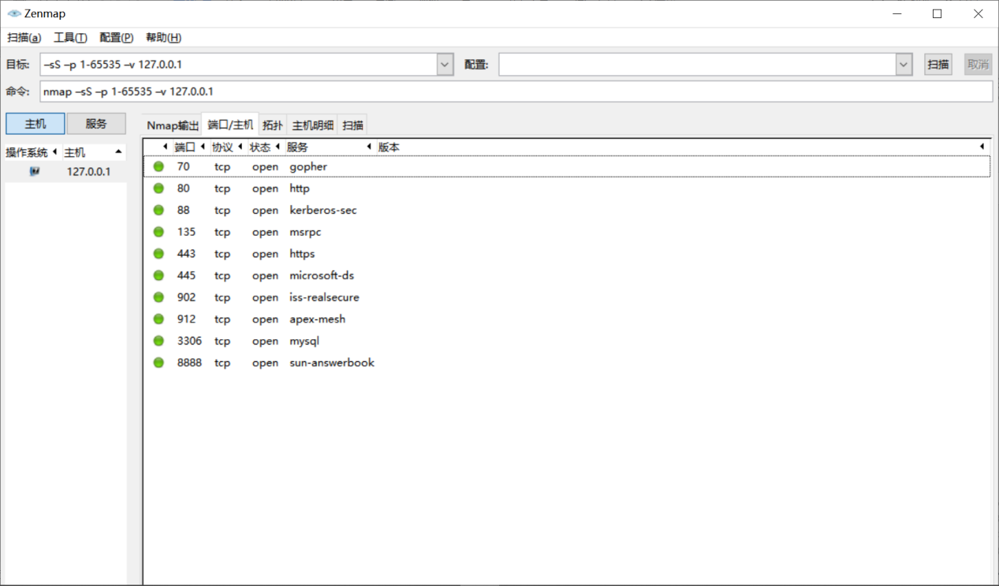 Zenmap
扫描(a) 工具(T) 配置(P) 帮助(H)
目标: –sS –p 1-65535 –v 127.0.0.1 配置: 扫描 取消
命令: nmap –sS –p 1-65535 –v 127.0.0.1
主机 服务 Nmap输出 端口/主机 拓扑 主机明细 扫描
操作系统 主机 端口 协议 状态 服务 版本
127.0.0.1
70 tcp open gopher
80 tcp open http
88 tcp open kerberos-sec
135 tcp open msrpc
443 tcp open https
445 tcp open microsoft-ds
902 tcp open iss-realsecure
912 tcp open apex-mesh
3306 tcp open mysql
8888 tcp open sun-answerbook